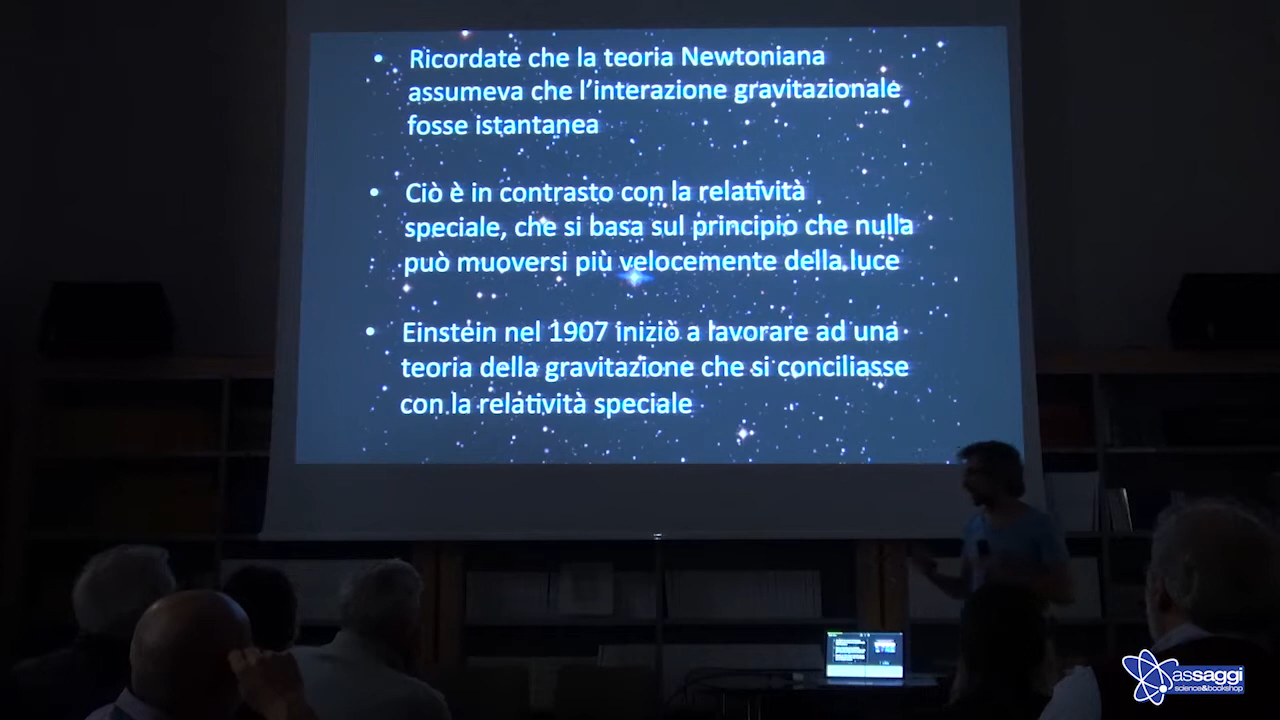 • Ricordate che la teoria Newtoniana
assumeva che l'interazione gravitazionale
fosse istantanea
• Ciò è in contrasto con la relatività
speciale, che si basa sul principio che nulla
può muoversi più velocemente della luce
• Einstein nel 1907 iniziò a lavorare ad una
teoria della gravitazione che si conciliasse
con la relatività speciale
assaggi
science&bookshop